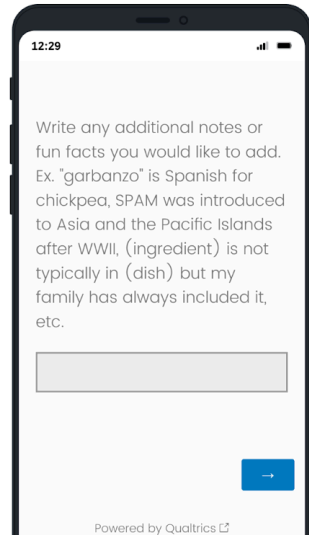 12:29
Write any additional notes or
fun facts you would like to add.
Ex. "garbanzo" is Spanish for
chickpea, SPAM was introduced
to Asia and the Pacific Islands
after WWII, (ingredient) is not
typically in (dish) but my
family has always included it,
etc.
→
Powered by Qualtrics